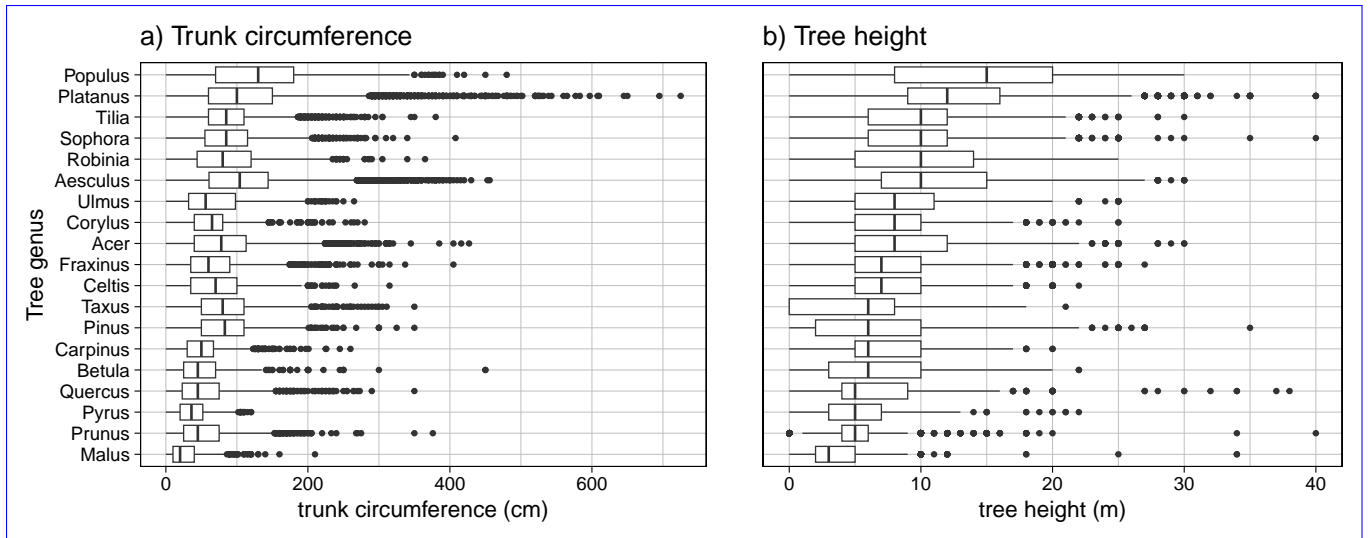 a) Trunk circumference
b) Tree height
Tree genus
Populus
Platanus
Tilia
Sophora
Robinia
Aesculus
Ulmus
Corylus
Acer
Fraxinus
Celtis
Taxus
Pinus
Carpinus
Betula
Quercus
Pyrus
Prunus
Malus
0 200 400 600
trunk circumference (cm)
0 10 20 30 40
tree height (m)